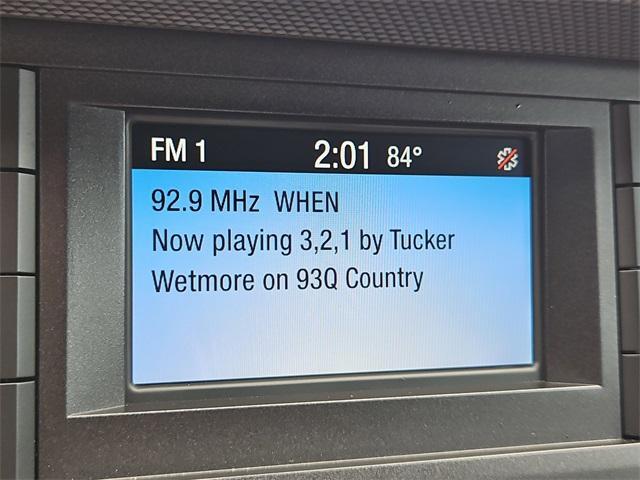 FM 1 2:01 84°
92.9 MHz WHEN
Now playing 3,2,1 by Tucker
Wetmore on 93Q Country